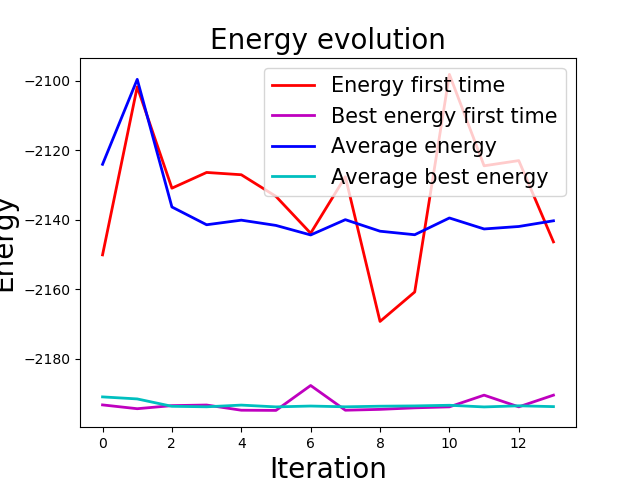 Energy evolution
Energy
−2100
−2120
−2140
−2160
−2180
Energy first time
Best energy first time
Average energy
Average best energy
0 2 4 6 8 10 12
Iteration